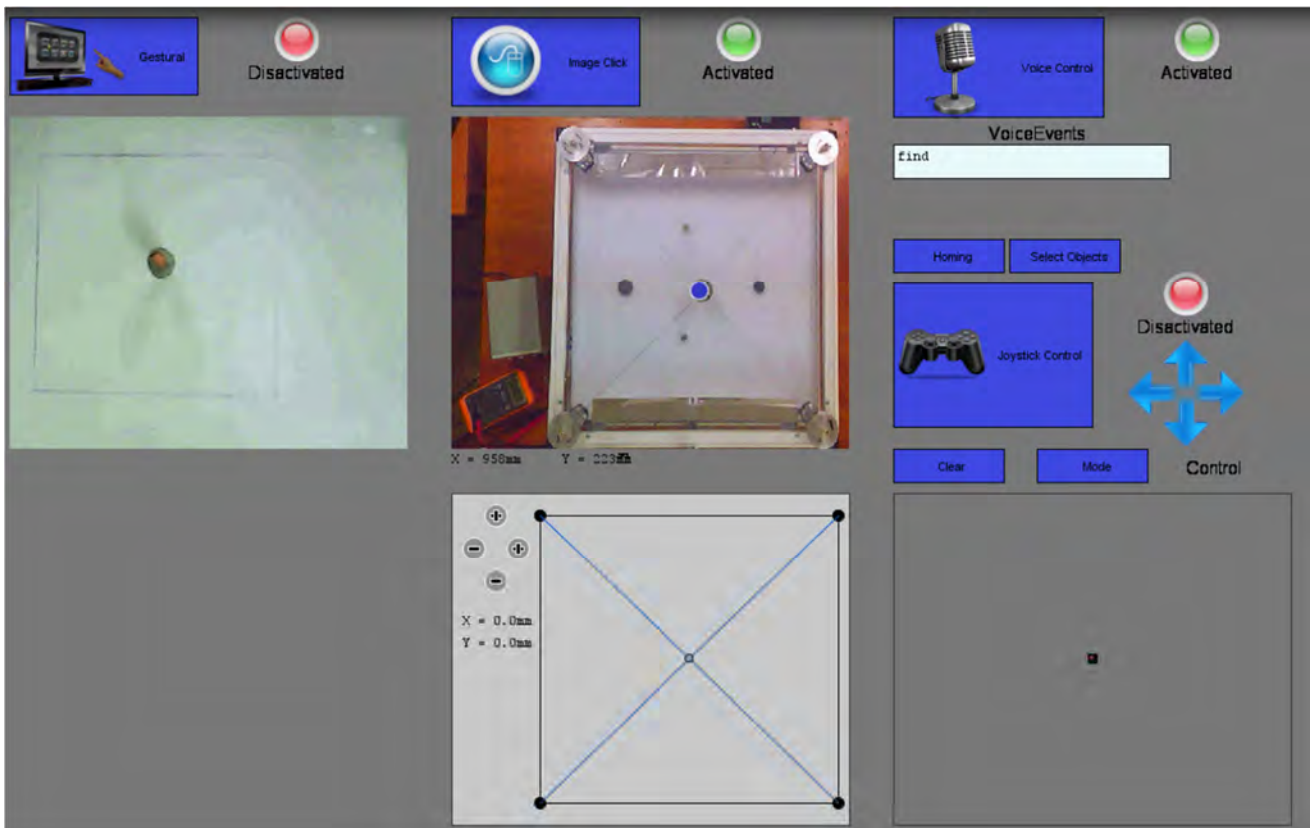 Gestural
Disactivated
Image Click
Activated
Voice Control
Activated
VoiceEvents
find
Homing
Select Objects
Disactivated
Joystick Control
X = 958mm Y = 223mm
Clear
Mode
Control
X = 0.0mm
Y = 0.0mm